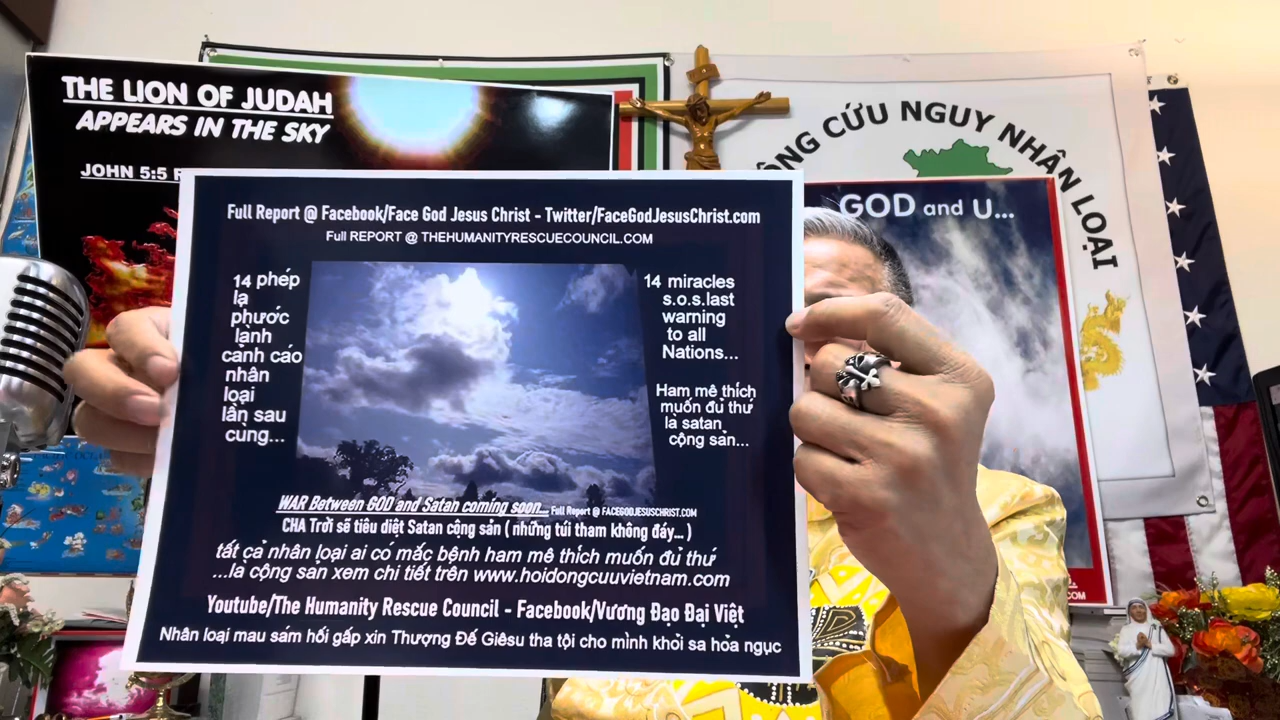 THE LION OF JUDAH
APPEARS IN THE SKY
JOHN 5:5
CỨU NGUY NHÂN LOẠI
GOD and U...
Full Report @ Facebook/Face God Jesus Christ - Twitter/FaceGodJesusChrist.com
Full REPORT @ THEHUMANITYRESCUECOUNCIL.COM
14 phép
lạ
phước
lành
cảnh cáo
nhân
loại
lần sau
cùng...
14 miracles
s.o.s.last
warning
to all
Nations...
Ham mê thích
muốn đủ thứ
là satan
cộng sản...
WAR Between GOD and Satan coming soon... Full Report @ FACEGODJESUSCHRIST.COM
CHA Trời sẽ tiêu diệt Satan cộng sản ( những túi tham không đáy... )
tất cả nhân loại ai có mắc bệnh ham mê thích muốn đủ thứ
...là cộng sản xem chi tiết trên www.hoidongcuuvietnam.com
Youtube/The Humanity Rescue Council - Facebook/Vương Đạo Đại Việt
Nhân loại mau sám hối gấp xin Thượng Đế Giêsu tha tội cho mình khỏi sa hỏa ngục